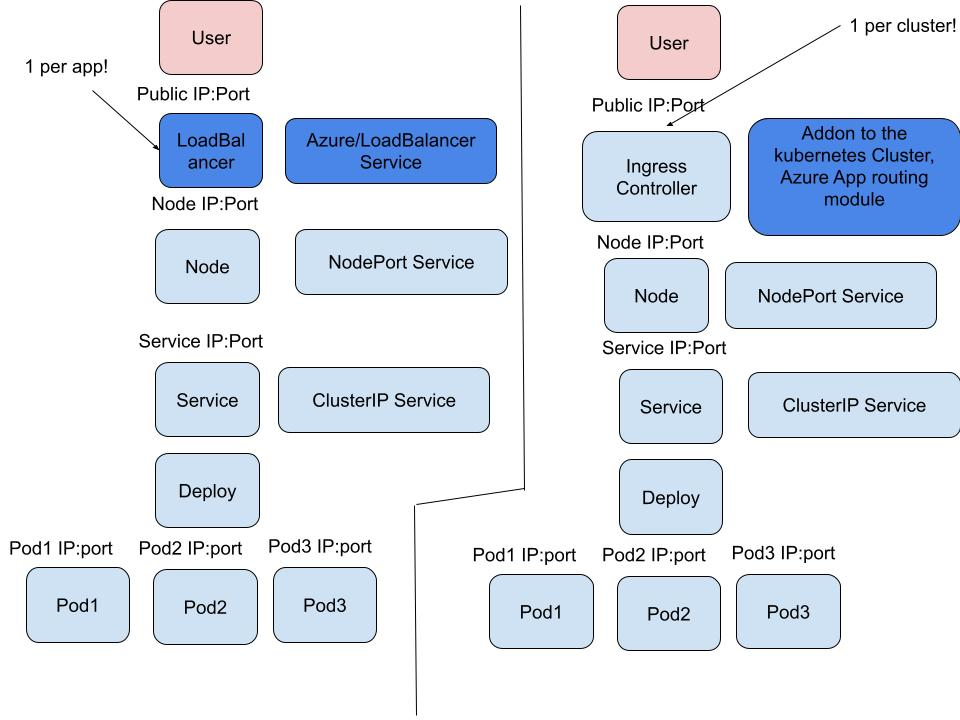 User
1 per app!
Public IP:Port
LoadBal
ancer
Azure/LoadBalancer
Service
Node IP:Port
Node
NodePort Service
Service IP:Port
Service
ClusterIP Service
Deploy
Pod1 IP:port
Pod2 IP:port
Pod3 IP:port
Pod1
Pod2
Pod3
1 per cluster!
User
Public IP:Port
Ingress
Controller
Addon to the
kubernetes Cluster,
Azure App routing
module
Node IP:Port
Node
NodePort Service
Service IP:Port
Service
ClusterIP Service
Deploy
Pod1 IP:port
Pod2 IP:port
Pod3 IP:port
Pod1
Pod2
Pod3